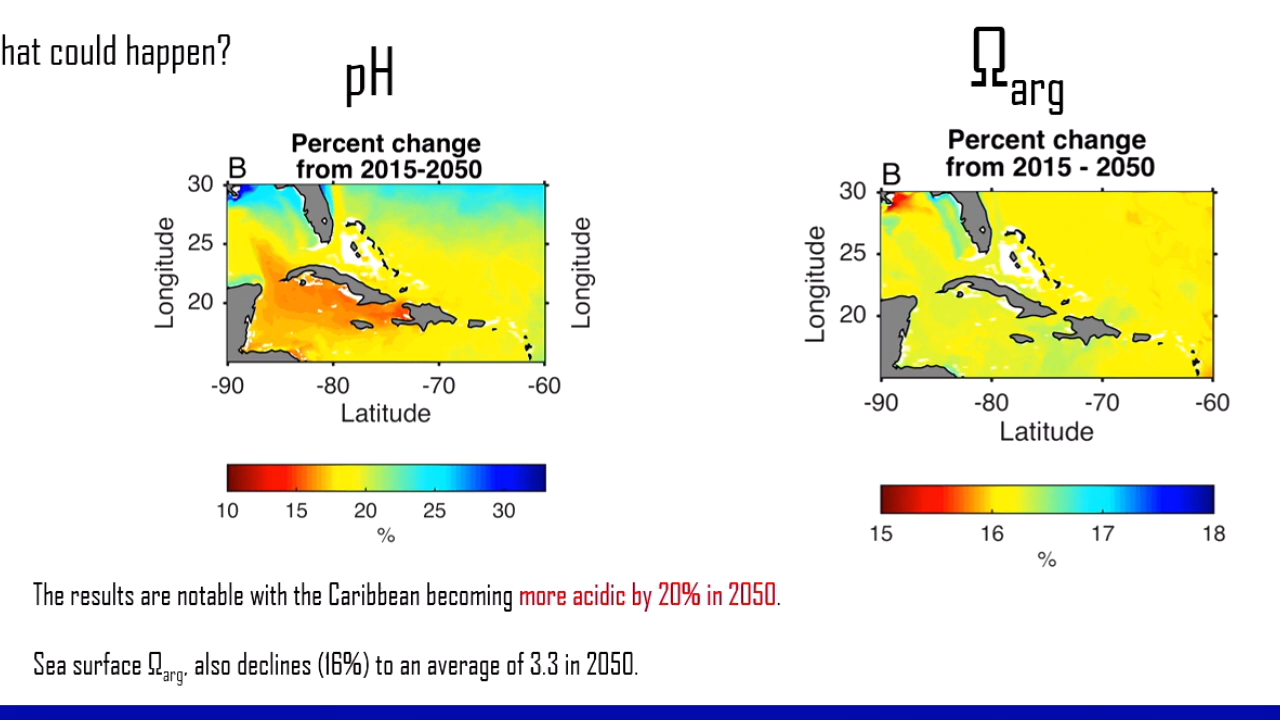 hat could happen?
pH
Ω arg
Percent change
from 2015-2050
B
30
25
20
Longitude
Longitude
-90 -80 -70 -60
Latitude
10 15 20 25 30
%
Percent change
from 2015 - 2050
B
30
25
20
Longitude
-90 -80 -70 -60
Latitude
15 16 17 18
%
The results are notable with the Caribbean becoming more acidic by 20% in 2050.
Sea surface Ωarg, also declines (16%) to an average of 3.3 in 2050.